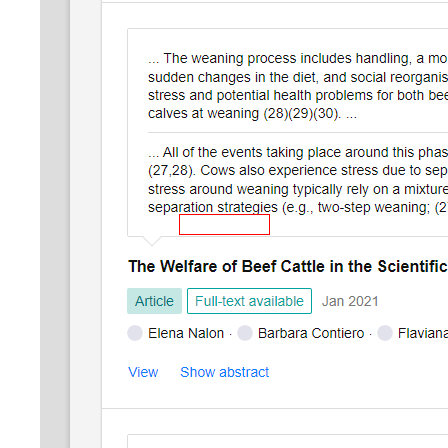 ... The weaning process includes handling, a mo
sudden changes in the diet, and social reorganis
stress and potential health problems for both bee
calves at weaning (28)(29)(30). ...
... All of the events taking place around this phas
(27,28). Cows also experience stress due to sep
stress around weaning typically rely on a mixture
separation strategies (e.g., two-step weaning; (2
The Welfare of Beef Cattle in the Scientific
Article Full-text available Jan 2021
Elena Nalon · Barbara Contiero · Flaviana
View Show abstract